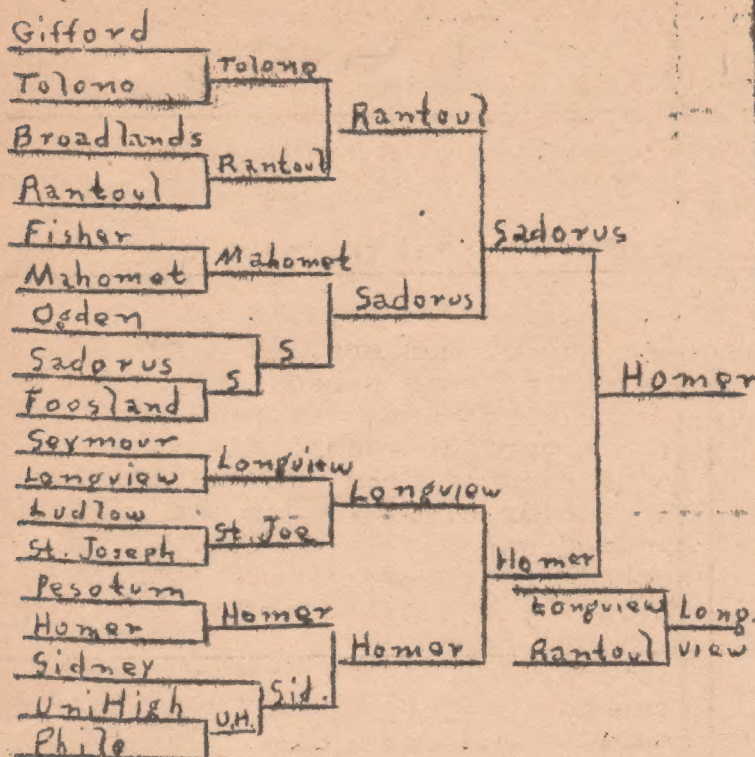 Gifford
Tolono
Broadlands
Rantoul
Fisher
Mahomet
Ogden
Sadorus
Foosland
Seymour
Longview
Ludlow
St. Joseph
Pesotum
Homer
Sidney
UniHigh
Philo
Tolono
Rantoul
Mahomet
S
S
Longview
St. Joe
Homer
U.H.
Sid.
Rantoul
Sadorus
Longview
Homer
Sadorus
Homer
Homer
Longview
Rantoul
Long.
view